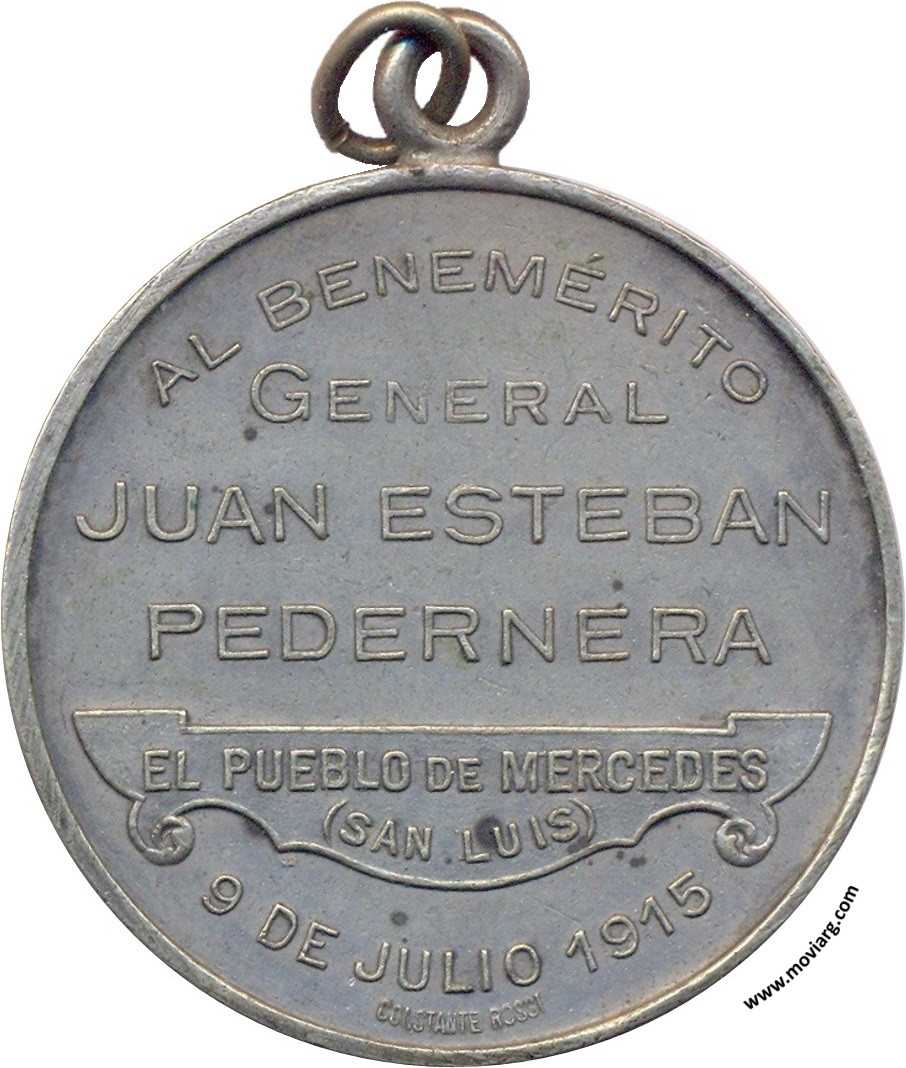 AL BENEMÉRITO
GENERAL
JUAN ESTEBAN
PEDERNERA
EL PUEBLO DE MERCEDES
(SAN LUIS)
9 DE JULIO 1915
CONSTANTE ROSSI
www.moviarg.com